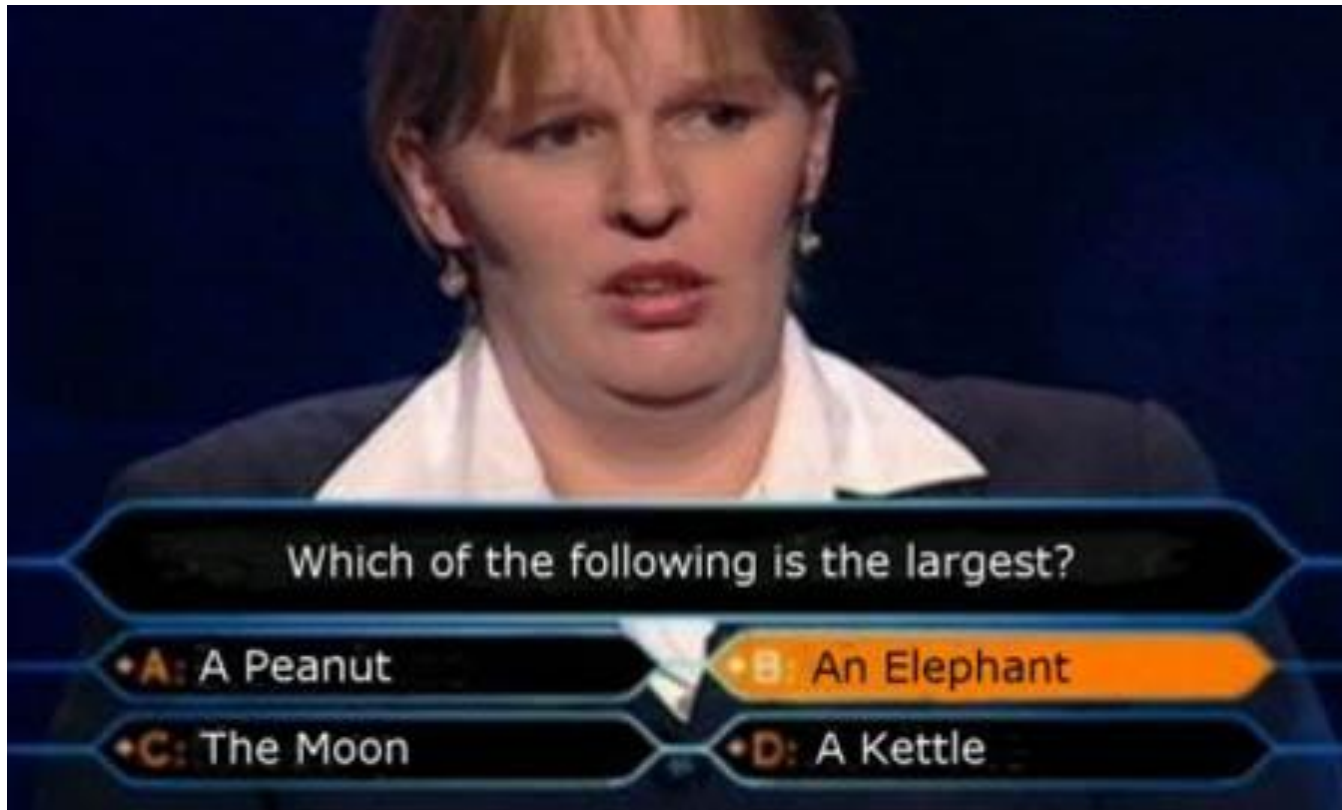 Which of the following is the largest?
A: A Peanut
B: An Elephant
C: The Moon
D: A Kettle